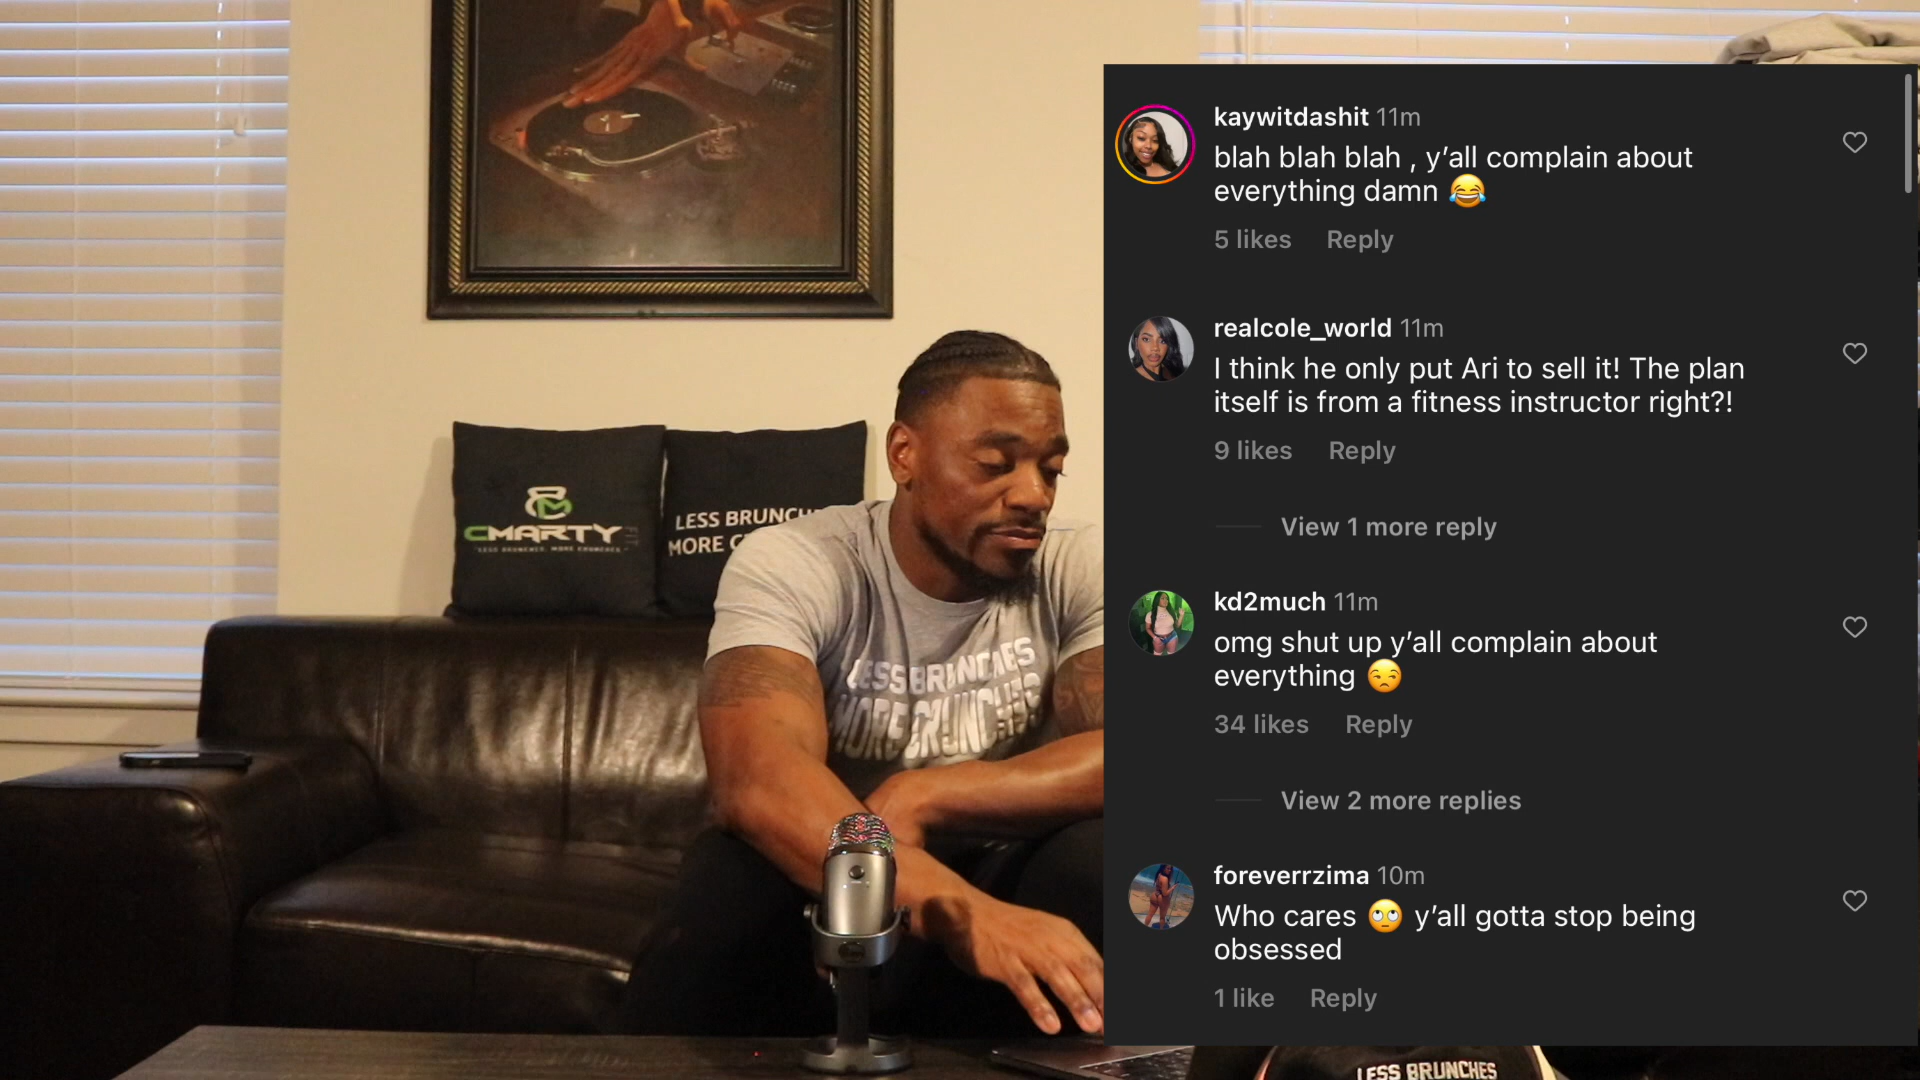 CMARTY
"LESS BRUNCHES, MORE CRUNCHES"
LESS BRUNCH
MORE C
LESS BRUNCHES
MORE CRUNCHES
kaywitdashit 11m
blah blah blah , y’all complain about
everything damn 😂
5 likes Reply
realcole_world 11m
I think he only put Ari to sell it! The plan
itself is from a fitness instructor right?!
9 likes Reply
View 1 more reply
kd2much 11m
omg shut up y’all complain about
everything 😒
34 likes Reply
View 2 more replies
foreverrzima 10m
Who cares 🙄 y’all gotta stop being
obsessed
1 like Reply
LESS BRUNCHES